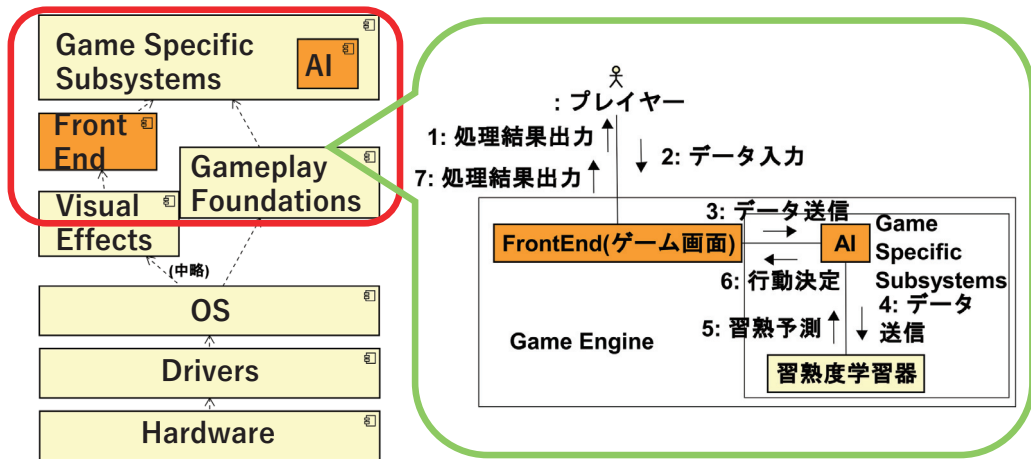 Game Specific
Subsystems
AI
Front
End
Gameplay
Foundations
Visual
Effects
(中略)
OS
Drivers
Hardware
: プレイヤー
1: 処理結果出力
2: データ入力
7: 処理結果出力
3: データ送信
FrontEnd(ゲーム画面)
AI
Game
Specific
Subsystems
6: 行動決定
4: データ
送信
5: 習熟予測
Game Engine
習熟度学習器